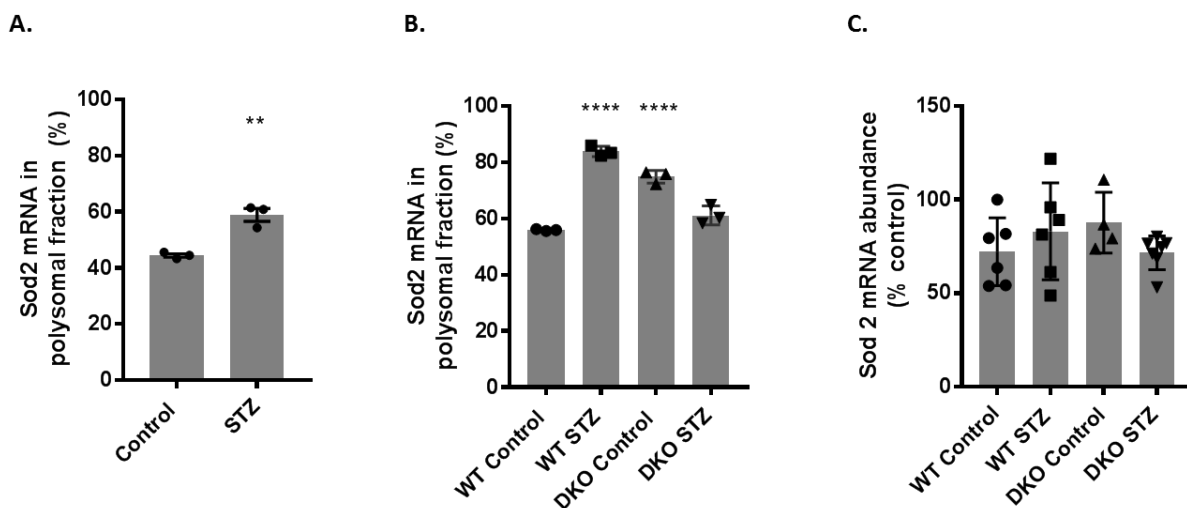 A.
B.
C.
Sod2 mRNA in
polysomal fraction (%)
100
80
60
40
20
0
**
Control
STZ
Sod2 mRNA in
polysomal fraction (%)
100
80
60
40
20
0
****
****
WT Control
WT STZ
DKO Control
DKO STZ
Sod 2 mRNA abundance
(% control)
150
100
50
0
WT Control
WT STZ
DKO Control
DKO STZ